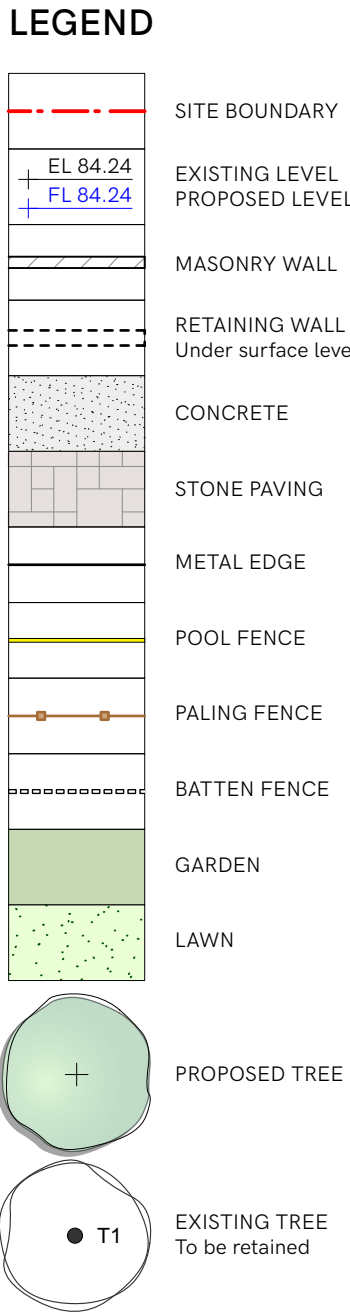 LEGEND
SITE BOUNDARY
EL 84.24
FL 84.24
EXISTING LEVEL
PROPOSED LEVEL
MASONRY WALL
RETAINING WALL
Under surface leve
CONCRETE
STONE PAVING
METAL EDGE
POOL FENCE
PALING FENCE
BATTEN FENCE
GARDEN
LAWN
PROPOSED TREE
T1
EXISTING TREE
To be retained